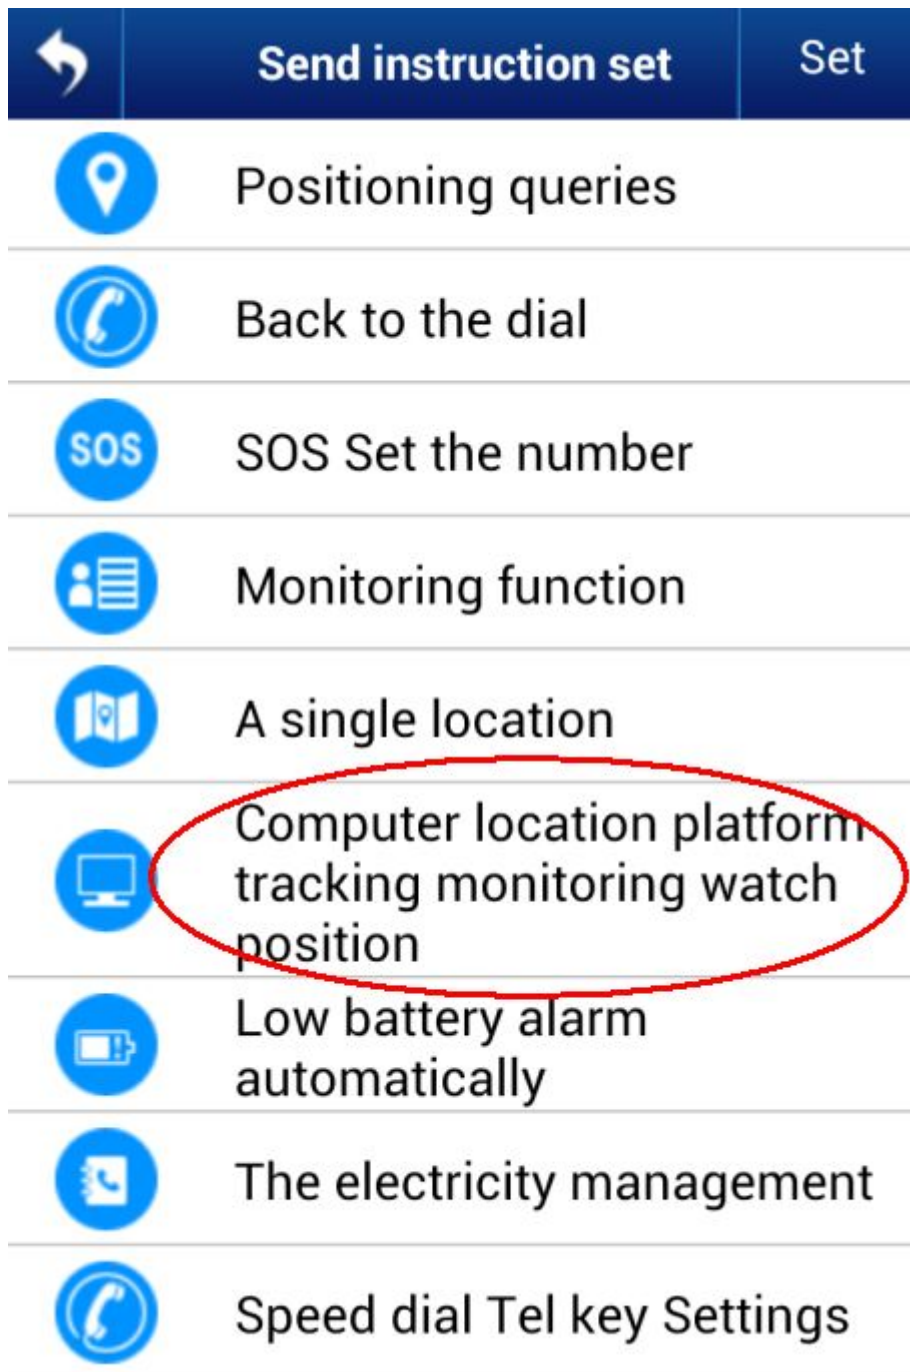 Send instruction set
Set
Positioning queries
Back to the dial
SOS
SOS Set the number
Monitoring function
A single location
Computer location platform
tracking monitoring watch
position
Low battery alarm
automatically
The electricity management
Speed dial Tel key Settings